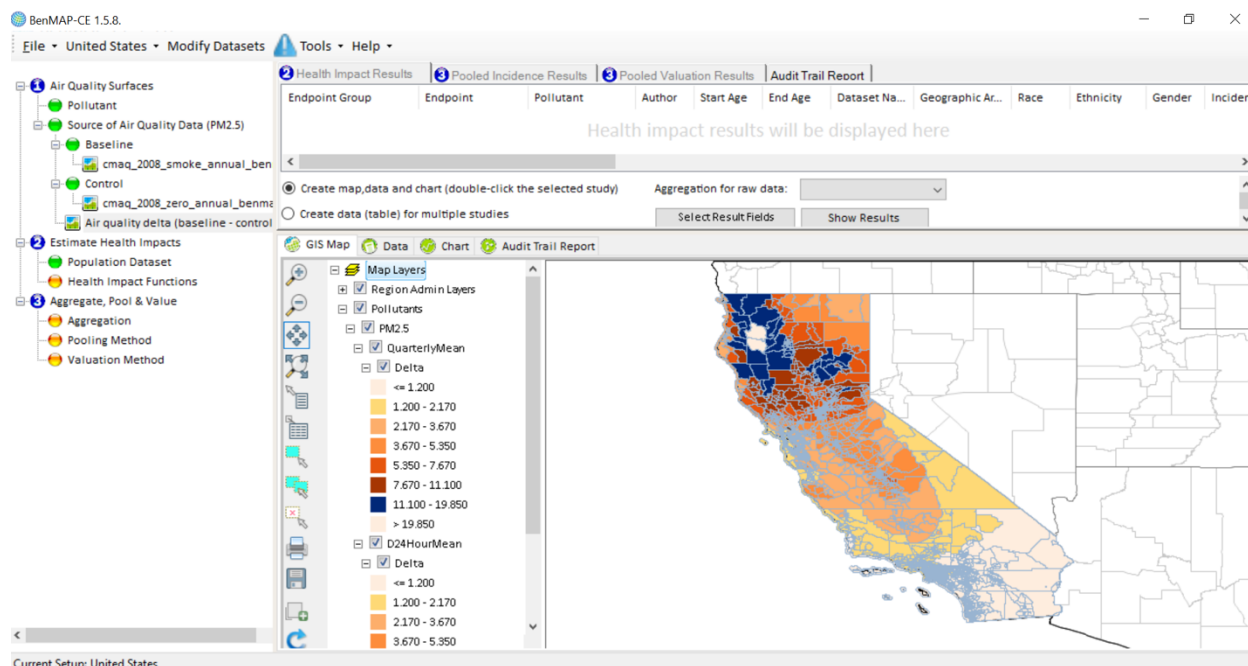 BenMAP-CE 1.5.8.
File United States Modify Datasets Tools Help
1 Air Quality Surfaces
Pollutant
Source of Air Quality Data (PM2.5)
Baseline
cmaq_2008_smoke_annual_ben
Control
cmaq_2008_zero_annual_benma
Air quality delta (baseline - control
2 Estimate Health Impacts
Population Dataset
Health Impact Functions
3 Aggregate, Pool & Value
Aggregation
Pooling Method
Valuation Method
2 Health Impact Results 3 Pooled Incidence Results 3 Pooled Valuation Results Audit Trail Report
Endpoint Group Endpoint Pollutant Author Start Age End Age Dataset Na... Geographic Ar... Race Ethnicity Gender Inciden
Health impact results will be displayed here
Create map,data and chart (double-click the selected study) Aggregation for raw data:
Create data (table) for multiple studies Select Result Fields Show Results
GIS Map Data Chart Audit Trail Report
Map Layers
Region Admin Layers
Pollutants
PM2.5
QuarterlyMean
Delta
<= 1.200
1.200 - 2.170
2.170 - 3.670
3.670 - 5.350
5.350 - 7.670
7.670 - 11.100
11.100 - 19.850
> 19.850
D24HourMean
Delta
<= 1.200
1.200 - 2.170
2.170 - 3.670
3.670 - 5.350
Current Setup: United States